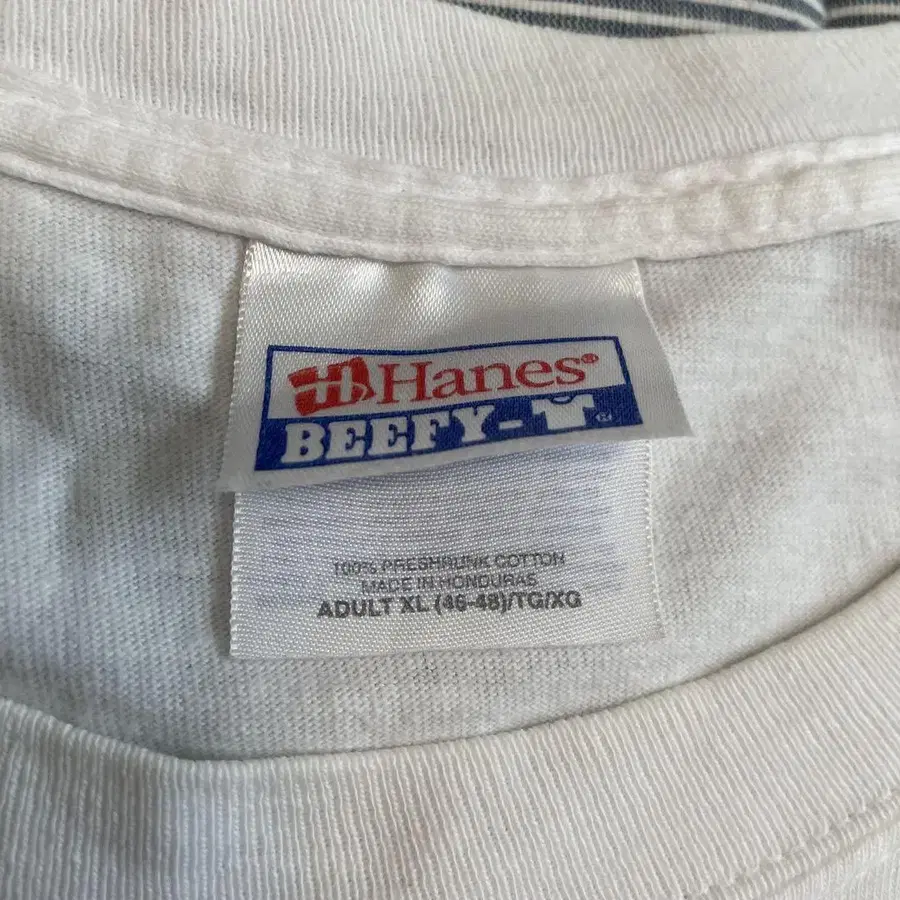 Hanes®
BEEFY-T
100% PRESHRUNK COTTON
MADE IN HONDURAS
ADULT XL (46-48)/TG/XG